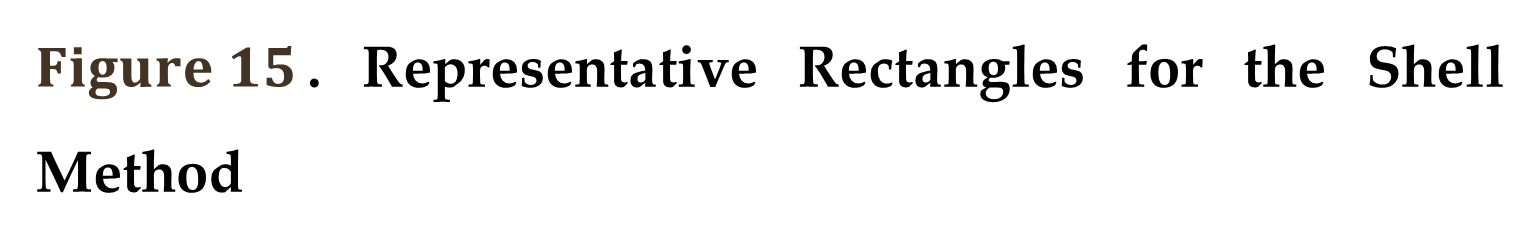 Figure 15. Representative Rectangles for the Shell
Method